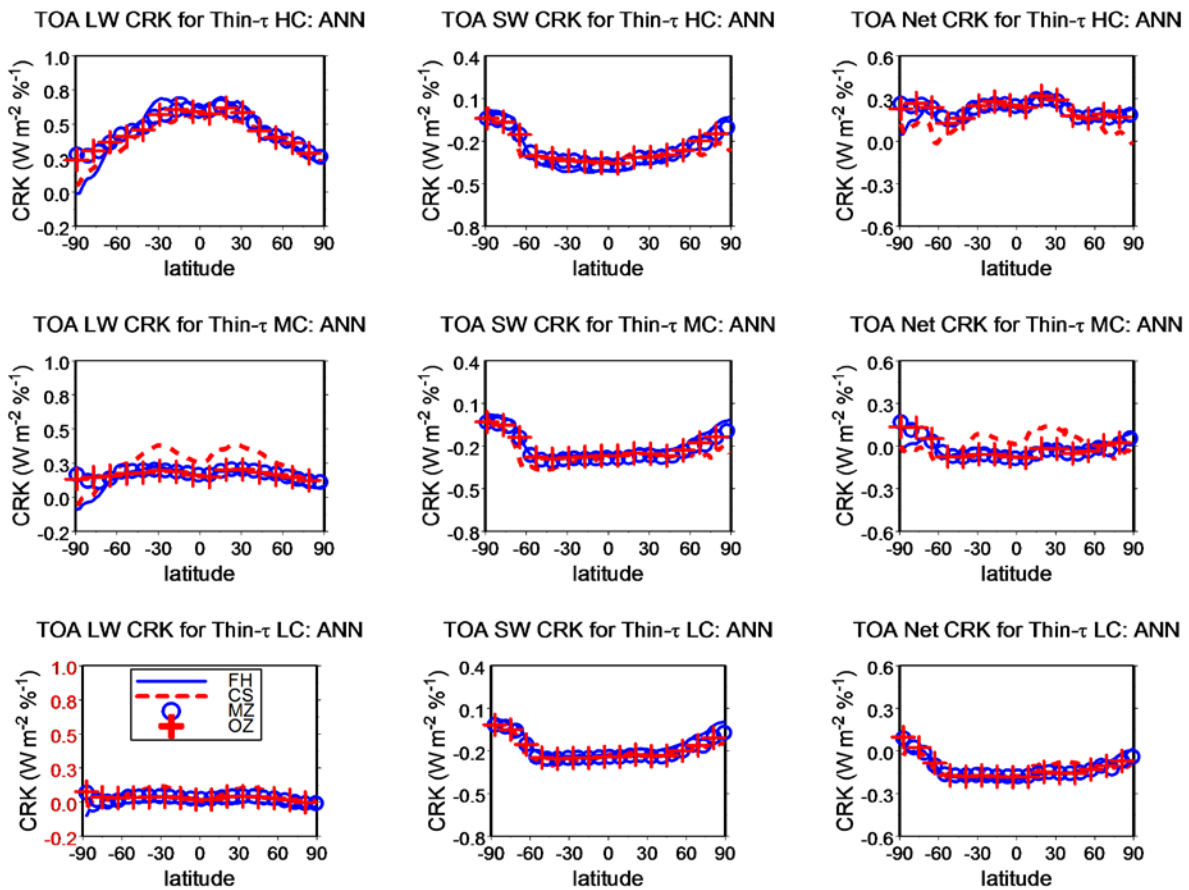 TOA LW CRK for Thin-τ HC: ANN
CRK (W m⁻² %⁻¹)
1.0
0.8
0.5
0.3
0.0
-0.2
-90 -60 -30 0 30 60 90
latitude
TOA SW CRK for Thin-τ HC: ANN
CRK (W m⁻² %⁻¹)
0.4
0.1
-0.2
-0.5
-0.8
-90 -60 -30 0 30 60 90
latitude
TOA Net CRK for Thin-τ HC: ANN
CRK (W m⁻² %⁻¹)
0.6
0.3
0.0
-0.3
-0.6
-90 -60 -30 0 30 60 90
latitude
TOA LW CRK for Thin-τ MC: ANN
CRK (W m⁻² %⁻¹)
1.0
0.8
0.5
0.3
0.0
-0.2
-90 -60 -30 0 30 60 90
latitude
TOA SW CRK for Thin-τ MC: ANN
CRK (W m⁻² %⁻¹)
0.4
0.1
-0.2
-0.5
-0.8
-90 -60 -30 0 30 60 90
latitude
TOA Net CRK for Thin-τ MC: ANN
CRK (W m⁻² %⁻¹)
0.6
0.3
0.0
-0.3
-0.6
-90 -60 -30 0 30 60 90
latitude
TOA LW CRK for Thin-τ LC: ANN
CRK (W m⁻² %⁻¹)
1.0
0.8
0.5
0.3
0.0
-0.2
FH
CS
MZ
OZ
-90 -60 -30 0 30 60 90
latitude
TOA SW CRK for Thin-τ LC: ANN
CRK (W m⁻² %⁻¹)
0.4
0.1
-0.2
-0.5
-0.8
-90 -60 -30 0 30 60 90
latitude
TOA Net CRK for Thin-τ LC: ANN
CRK (W m⁻² %⁻¹)
0.6
0.3
0.0
-0.3
-0.6
-90 -60 -30 0 30 60 90
latitude